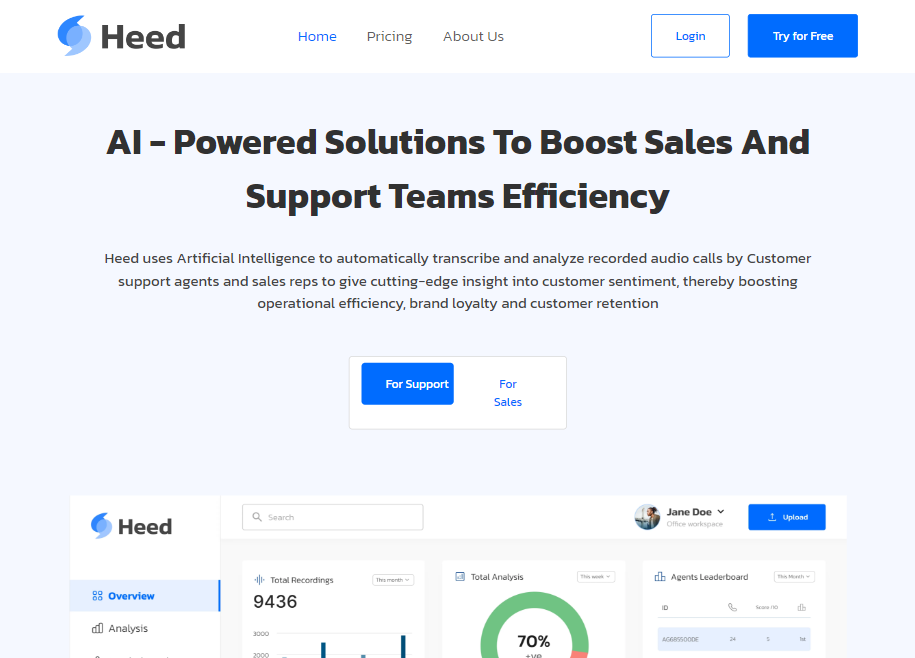 Heed
Home
Pricing
About Us
Login
Try for Free
AI - Powered Solutions To Boost Sales And
Support Teams Efficiency
Heed uses Artificial Intelligence to automatically transcribe and analyze recorded audio calls by Customer
support agents and sales reps to give cutting-edge insight into customer sentiment, thereby boosting
operational efficiency, brand loyalty and customer retention
For Support
For
Sales
Heed
Search
Jane Doe
Office workspace
Upload
Overview
Analysis
Total Recordings
This month
9436
3000
2000
Total Analysis
This week
70%
+ve
Agents Leaderboard
This Month
ID
Score /10
AG685500DE
24
5
1st